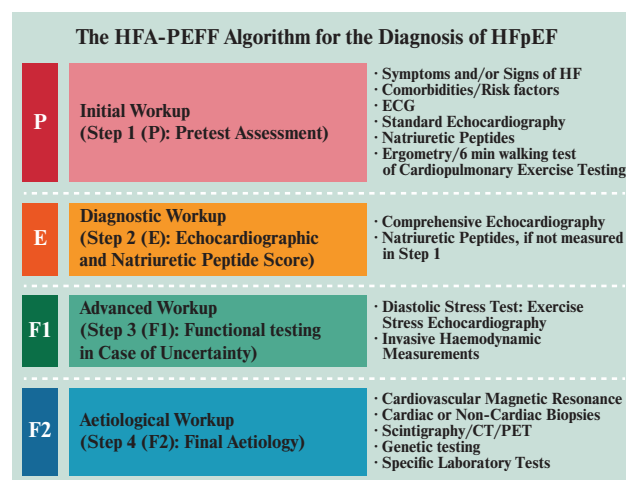 The HFA-PEFF Algorithm for the Diagnosis of HFpEF
P
Initial Workup
(Step 1 (P): Pretest Assessment)
· Symptoms and/or Signs of HF
· Comorbidities/Risk factors
· ECG
· Standard Echocardiography
· Natriuretic Peptides
· Ergometry/6 min walking test
of Cardiopulmonary Exercise Testing
E
Diagnostic Workup
(Step 2 (E): Echocardiographic
and Natriuretic Peptide Score)
· Comprehensive Echocardiography
· Natriuretic Peptides, if not measured
in Step 1
F1
Advanced Workup
(Step 3 (F1): Functional testing
in Case of Uncertainty)
· Diastolic Stress Test: Exercise
Stress Echocardiography
· Invasive Haemodynamic
Measurements
F2
Aetiological Workup
(Step 4 (F2): Final Aetiology)
· Cardiovascular Magnetic Resonance
· Cardiac or Non-Cardiac Biopsies
· Scintigraphy/CT/PET
· Genetic testing
· Specific Laboratory Tests